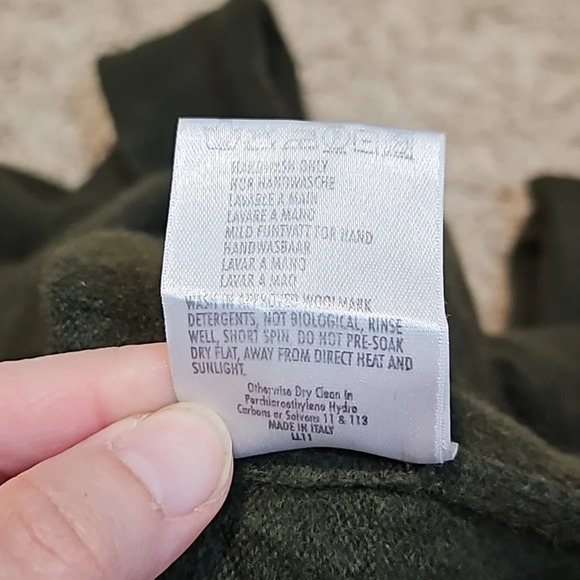 HANDWASH ONLY
NUR HANDWASCHE
LAVABLE A MAIN
LAVARE A MANO
MILD FUNTVATT FOR HAND
HANDWASBAAR
LAVAR A MANO
LAVAR A MAO
WASH IN APPROVED WOOLMARK
DETERGENTS, NOT BIOLOGICAL, RINSE
WELL, SHORT SPIN. DO NOT PRE-SOAK
DRY FLAT, AWAY FROM DIRECT HEAT AND
SUNLIGHT.
Otherwise Dry Clean in
Perchloroethylene Hydro
Carbons or Solvens 11 & 113
MADE IN ITALY
LL11